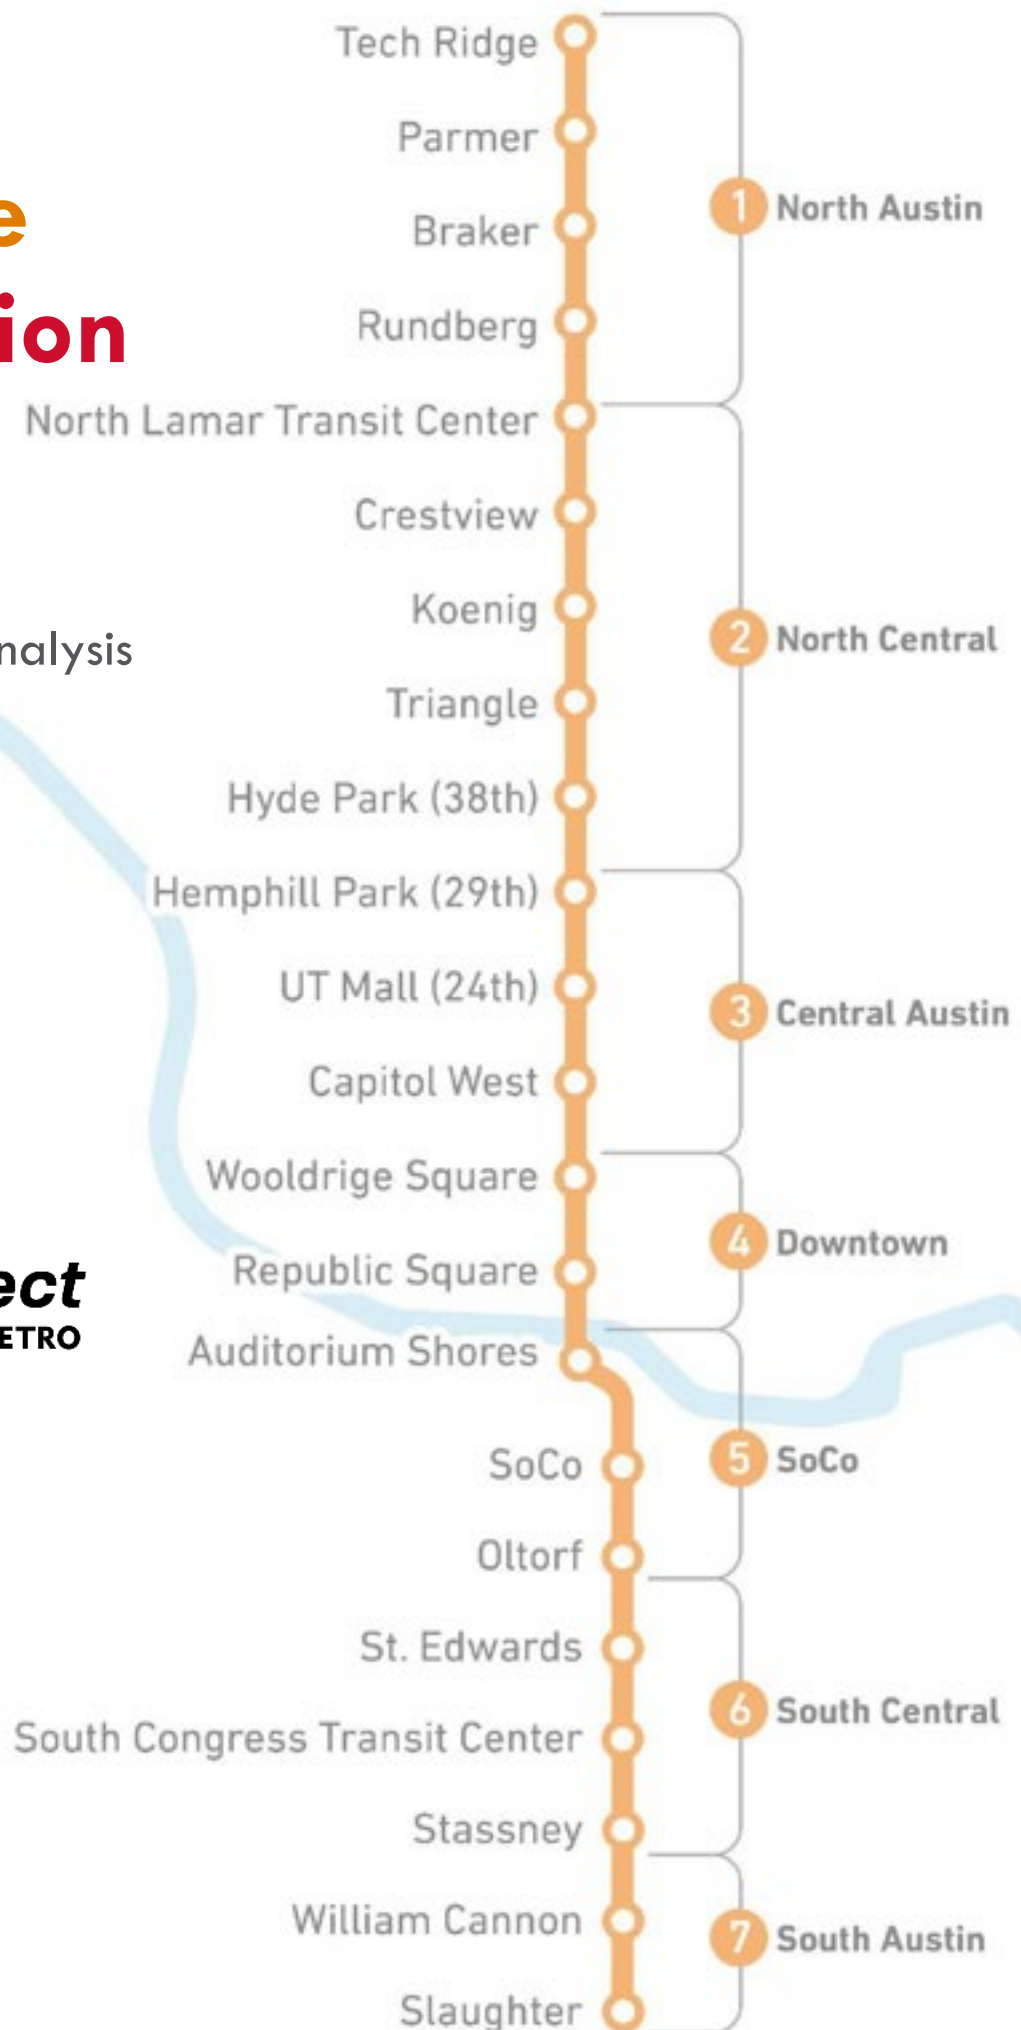 Tech Ridge
Parmer
1 North Austin
e
Braker
ion
Rundberg
North Lamar Transit Center
Crestview
Koenig
2 North Central
nalysis
Triangle
Hyde Park (38th)
Hemphill Park (29th)
UT Mall (24th)
3 Central Austin
Capitol West
Wooldrige Square
4 Downtown
Republic Square
ect
ETRO
Auditorium Shores
5 SoCo
SoCo
Oltorf
St. Edwards
6 South Central
South Congress Transit Center
Stassney
William Cannon
7 South Austin
Slaughter